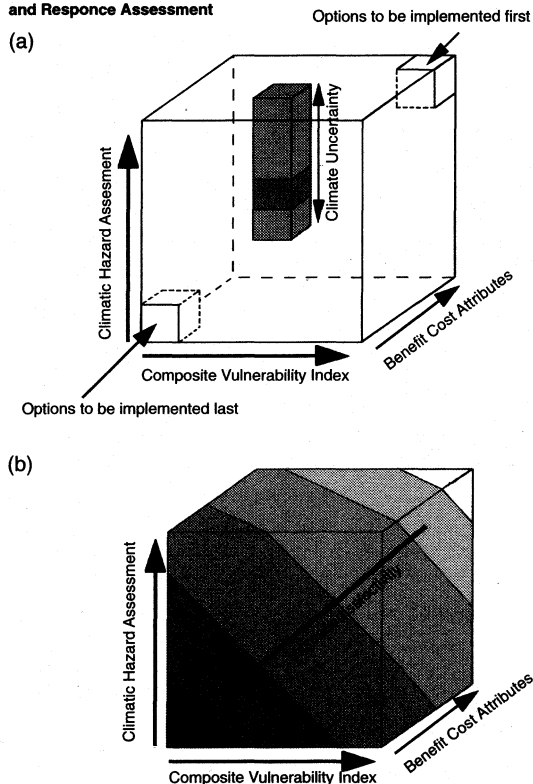 and Responce Assessment
Options to be implemented first
(a)
Climate Uncertainty
Climatic Hazard Assesment
Benefit Cost Attributes
Composite Vulnerability Index
Options to be implemented last
(b)
Climatic Hazard Assessment
Benefit Cost Attributes
Composite Vulnerability Index